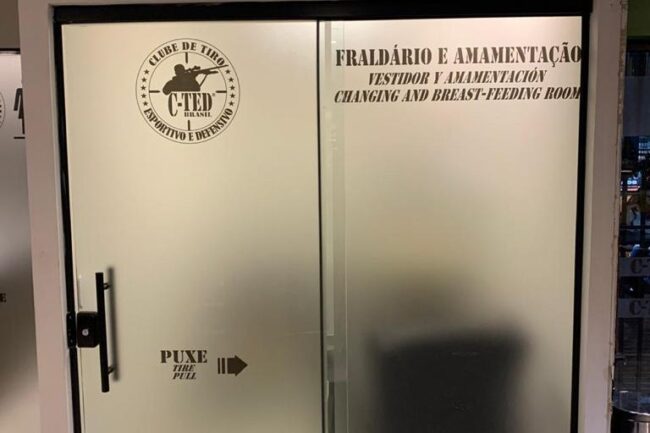 CLUBE DE TIRO
C-TED
BRASIL
ESPORTIVO E DEFENSIVO
FRALDÁRIO E AMAMENTAÇÃO
VESTIDOR Y AMAMENTACIÓN
CHANGING AND BREAST-FEEDING ROOM
PUXE
TIRE
PULL